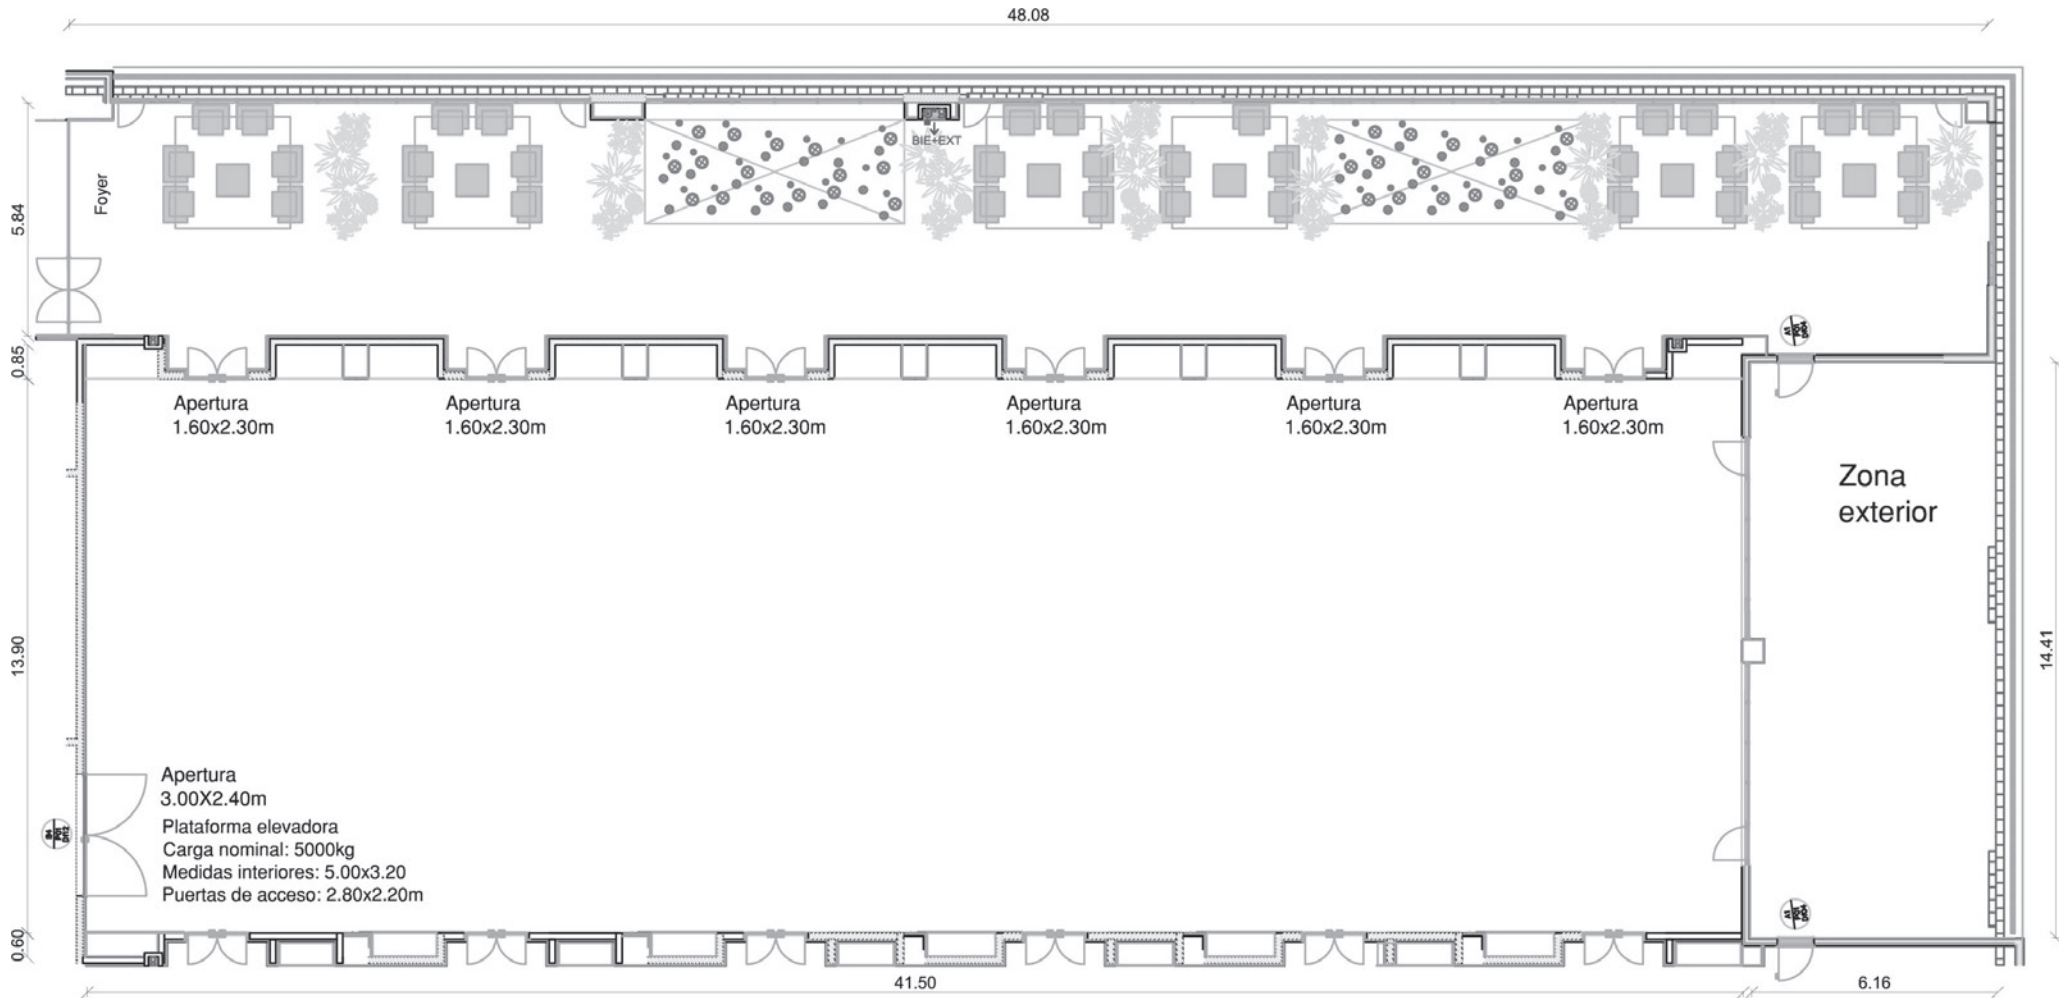 48.08
5.84
Foyer
BIE+EXT
0.85
Apertura
1.60x2.30m
Apertura
1.60x2.30m
Apertura
1.60x2.30m
Apertura
1.60x2.30m
Apertura
1.60x2.30m
Apertura
1.60x2.30m
Zona
exterior
13.90
14.41
Apertura
3.00X2.40m
Plataforma elevadora
Carga nominal: 5000kg
Medidas interiores: 5.00x3.20
Puertas de acceso: 2.80x2.20m
0.60
41.50
6.16